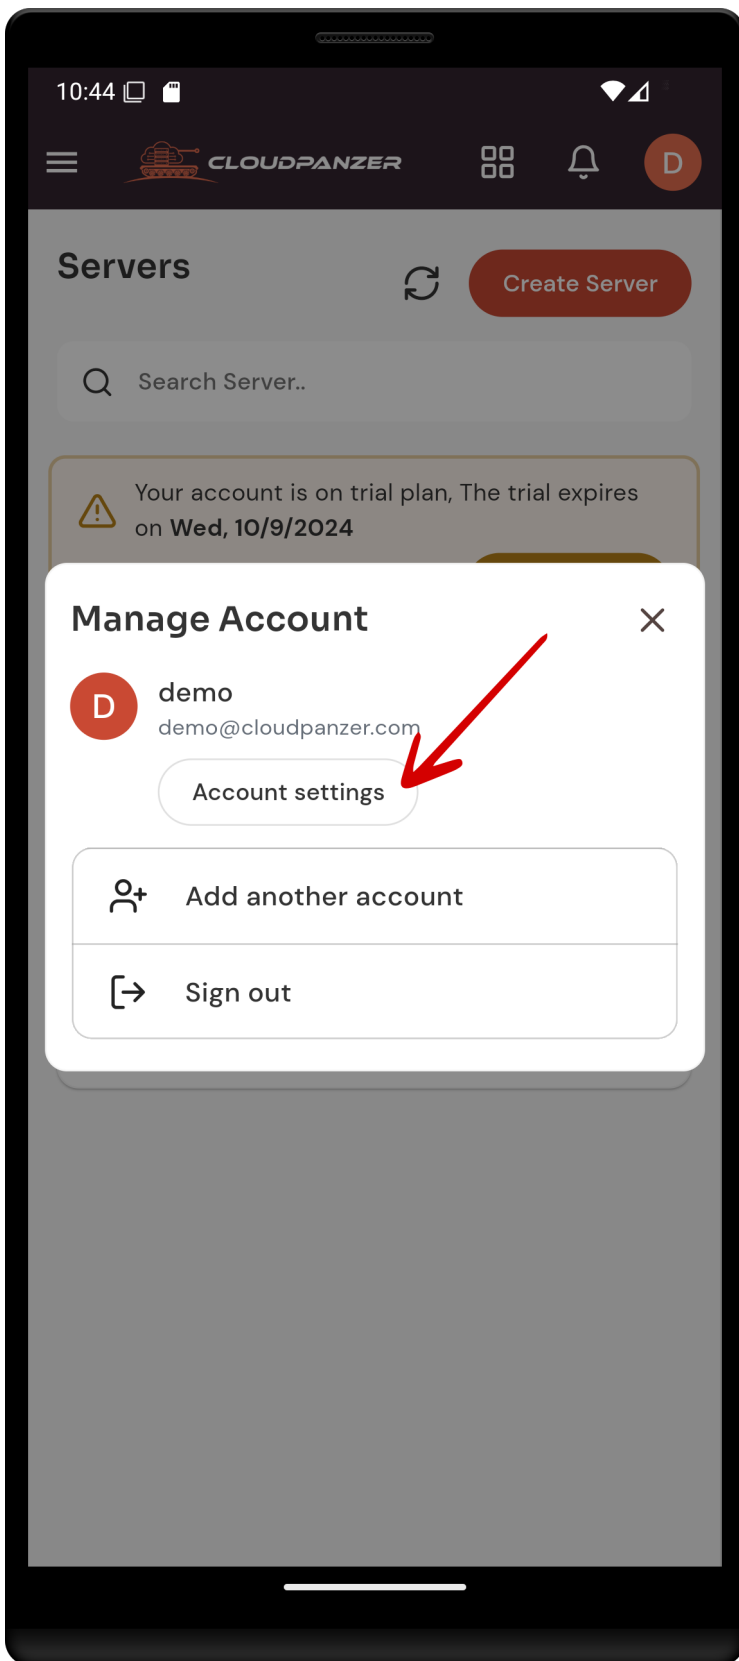 10:44
CLOUDPANZER
D
Servers
Create Server
Search Server..
Your account is on trial plan, The trial expires
on Wed, 10/9/2024
Manage Account
D
demo
demo@cloudpanzer.com
Account settings
Add another account
Sign out